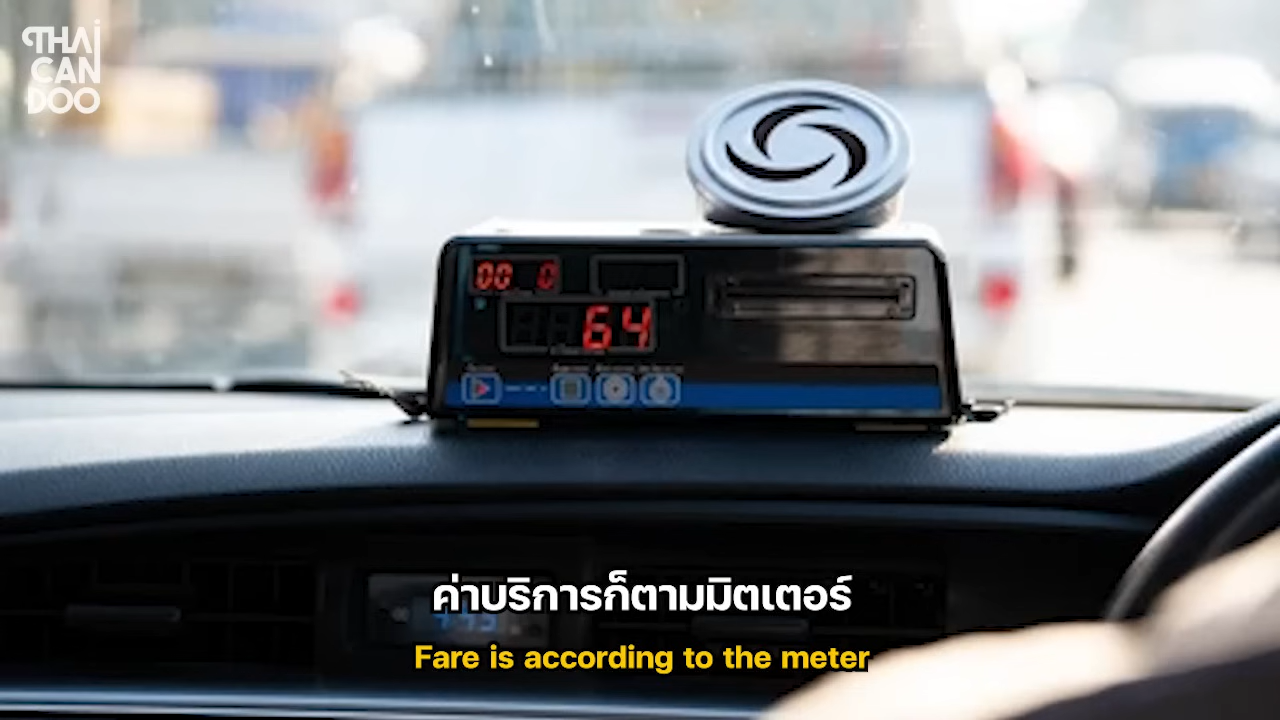 THAI
CAN
DOO
00 0
64
ค่าบริการก็ตามมิตเตอร์
Fare is according to the meter